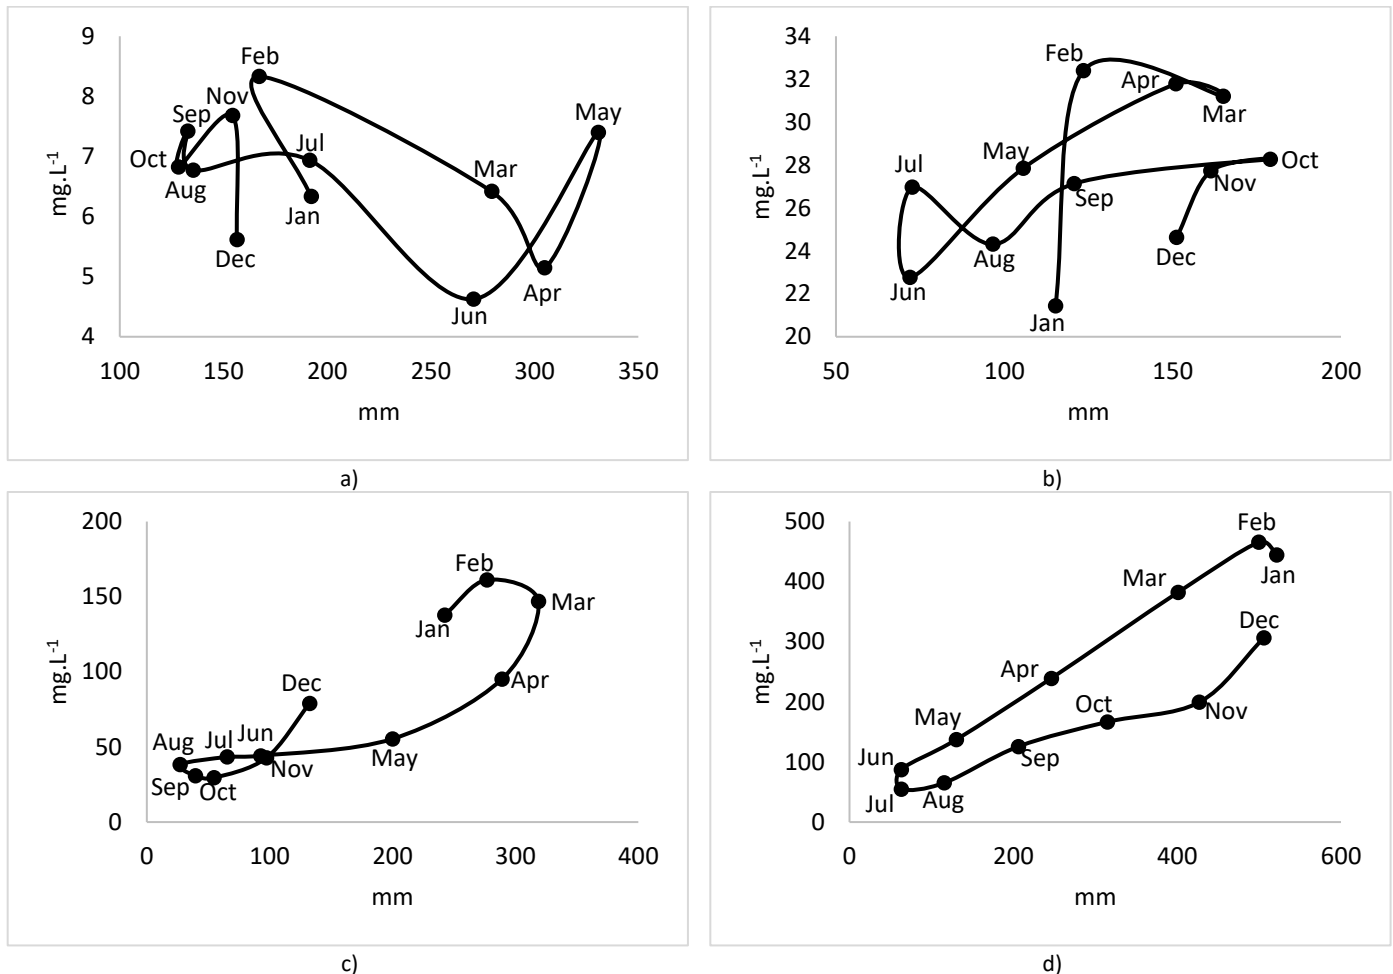 9
8
7
6
5
4
mg.L-1
Feb
Nov
Sep
Oct
Aug
Jul
Jan
Dec
Mar
May
Apr
Jun
100 150 200 250 300 350
mm
a)
34
32
30
28
26
24
22
20
mg.L-1
Feb
Apr
Mar
May
Jul
Sep
Oct
Nov
Aug
Dec
Jun
Jan
50 100 150 200
mm
b)
200
150
100
50
0
mg.L-1
Feb
Jan
Mar
Apr
Dec
Aug
Jul
Jun
May
Nov
Sep
Oct
0 100 200 300 400
mm
c)
500
400
300
200
100
0
mg.L-1
Feb
Jan
Mar
Dec
Apr
May
Oct
Nov
Jun
Sep
Jul
Aug
0 200 400 600
mm
d)